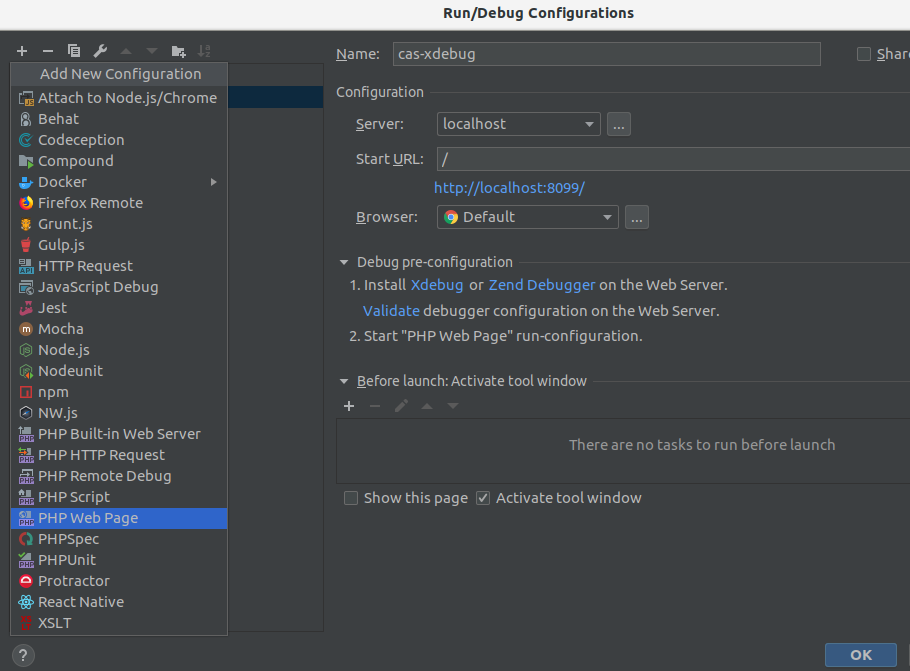 Run/Debug Configurations
Add New Configuration
Attach to Node.js/Chrome
Behat
Codeception
Compound
Docker
Firefox Remote
Grunt.js
Gulp.js
HTTP Request
JavaScript Debug
Jest
Mocha
Node.js
Nodeunit
npm
NW.js
PHP Built-in Web Server
PHP HTTP Request
PHP Remote Debug
PHP Script
PHP Web Page
PHPSpec
PHPUnit
Protractor
React Native
XSLT
?
Name: cas-xdebug Share
Configuration
Server: localhost ...
Start URL: /
http://localhost:8099/
Browser: Default ...
Debug pre-configuration
1. Install Xdebug or Zend Debugger on the Web Server.
Validate debugger configuration on the Web Server.
2. Start "PHP Web Page" run-configuration.
Before launch: Activate tool window
There are no tasks to run before launch
Show this page Activate tool window
OK